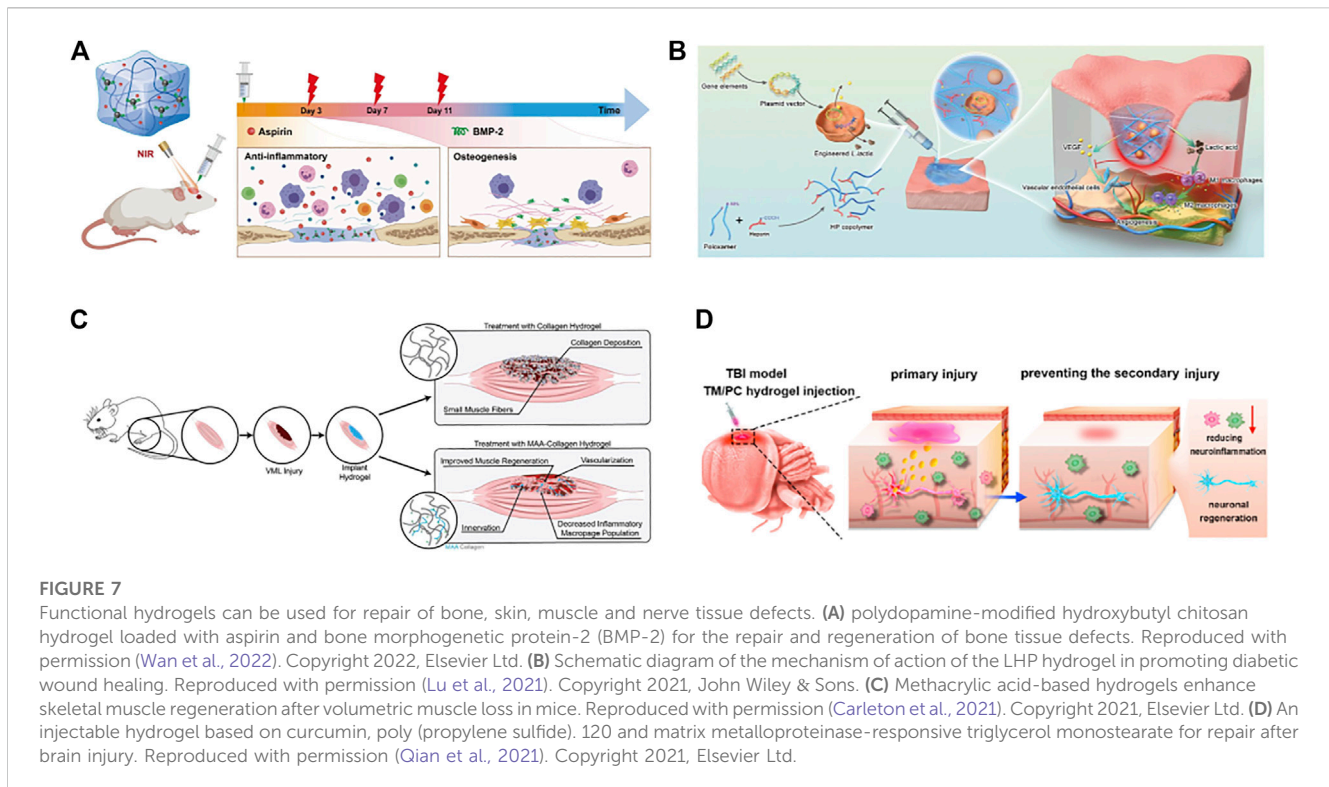 A
NIR
Day 3
Day 7
Day 11
Time
Aspirin
BMP-2
Anti-inflammatory
Osteogenesis
B
Gene elements
Plasmid vector
Engineered L.lactis
Poloxamer
+
Heparin
HP copolymer
VEGF
Lactic acid
Vascular endothelial cells
M1 macrophages
M2 macrophages
Angiogenesis
C
VML Injury
Implant
Hydrogel
Treatment with Collagen Hydrogel
Collagen Deposition
Small Muscle Fibers
Treatment with MAA-Collagen Hydrogel
Improved Muscle Regeneration
Vascularization
Innervation
Decreased Inflammatory
Macropage Population
MAA Collagen
D
TBI model
TM/PC hydrogel injection
primary injury
preventing the secondary injury
reducing
neuroinflammation
neuronal
regeneration
FIGURE 7
Functional hydrogels can be used for repair of bone, skin, muscle and nerve tissue defects. (A) polydopamine-modified hydroxybutyl chitosan
hydrogel loaded with aspirin and bone morphogenetic protein-2 (BMP-2) for the repair and regeneration of bone tissue defects. Reproduced with
permission (Wan et al., 2022). Copyright 2022, Elsevier Ltd. (B) Schematic diagram of the mechanism of action of the LHP hydrogel in promoting diabetic
wound healing. Reproduced with permission (Lu et al., 2021). Copyright 2021, John Wiley & Sons. (C) Methacrylic acid-based hydrogels enhance
skeletal muscle regeneration after volumetric muscle loss in mice. Reproduced with permission (Carleton et al., 2021). Copyright 2021, Elsevier Ltd. (D) An
injectable hydrogel based on curcumin, poly (propylene sulfide). 120 and matrix metalloproteinase-responsive triglycerol monostearate for repair after
brain injury. Reproduced with permission (Qian et al., 2021). Copyright 2021, Elsevier Ltd.